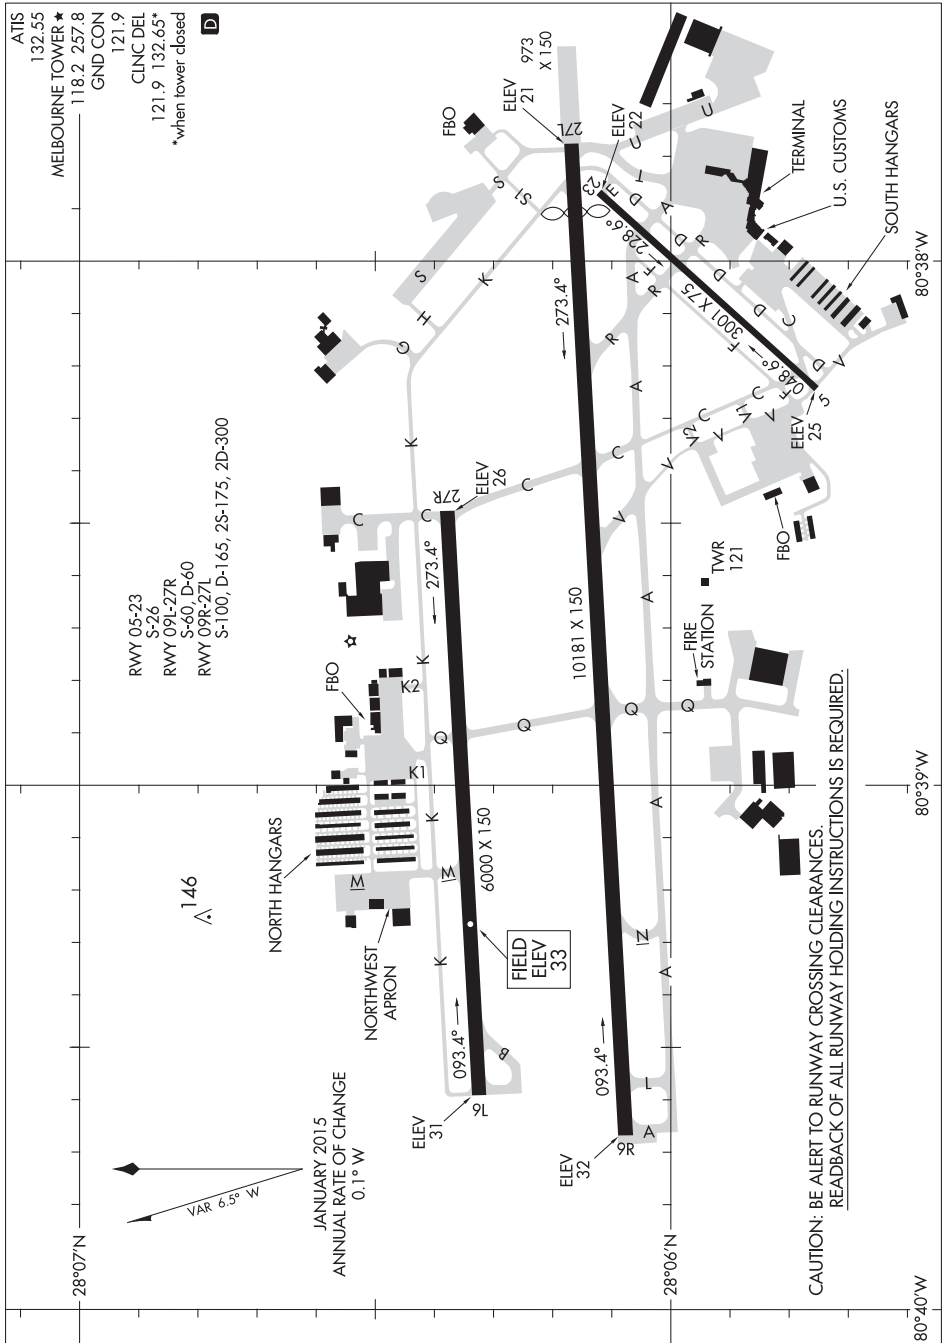 ATIS
132.55
MELBOURNE TOWER ★
118.2 257.8
GND CON
121.9
CLNC DEL
121.9 132.65*
*when tower closed
D
RWY 05-23
S-26
RWY 09L-27R
S-60, D-60
RWY 09R-27L
S-100, D-165, 2S-175, 2D-300
JANUARY 2015
ANNUAL RATE OF CHANGE
0.1° W
VAR 6.5° W
28°07'N
28°06'N
80°40'W
80°39'W
80°38'W
146
NORTH HANGARS
NORTHWEST
APRON
FBO
FBO
S
S1
S
K
H
G
K
C
C
K
K2
Q
K1
K
M
M
K
B
ELEV
31
9L
093.4°
FIELD
ELEV
33
6000 X 150
273.4°
27R
ELEV
26
C
Q
ELEV
32
9R
093.4°
10181 X 150
273.4°
27L
ELEV
21
973
X 150
ELEV
22
23
E
228.6°
3001 X 75
048.6°
5
ELEV
25
A
L
A
N
A
Q
Q
A
V
C
A
R
A
R
F
F
F
D
T
U
U
A
D
R
D
D
C
D
V
C
C
V
V2
V
V1
V
FIRE
STATION
TWR
121
FBO
TERMINAL
U.S. CUSTOMS
SOUTH HANGARS
CAUTION: BE ALERT TO RUNWAY CROSSING CLEARANCES.
READBACK OF ALL RUNWAY HOLDING INSTRUCTIONS IS REQUIRED.